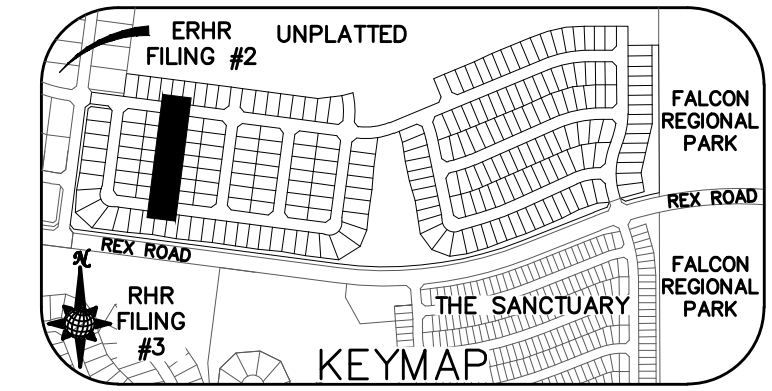 ERHR
FILING #2
UNPLATTED
FALCON
REGIONAL
PARK
REX ROAD
REX ROAD
N
RHR
FILING
#3
THE SANCTUARY
FALCON
REGIONAL
PARK
KEYMAP